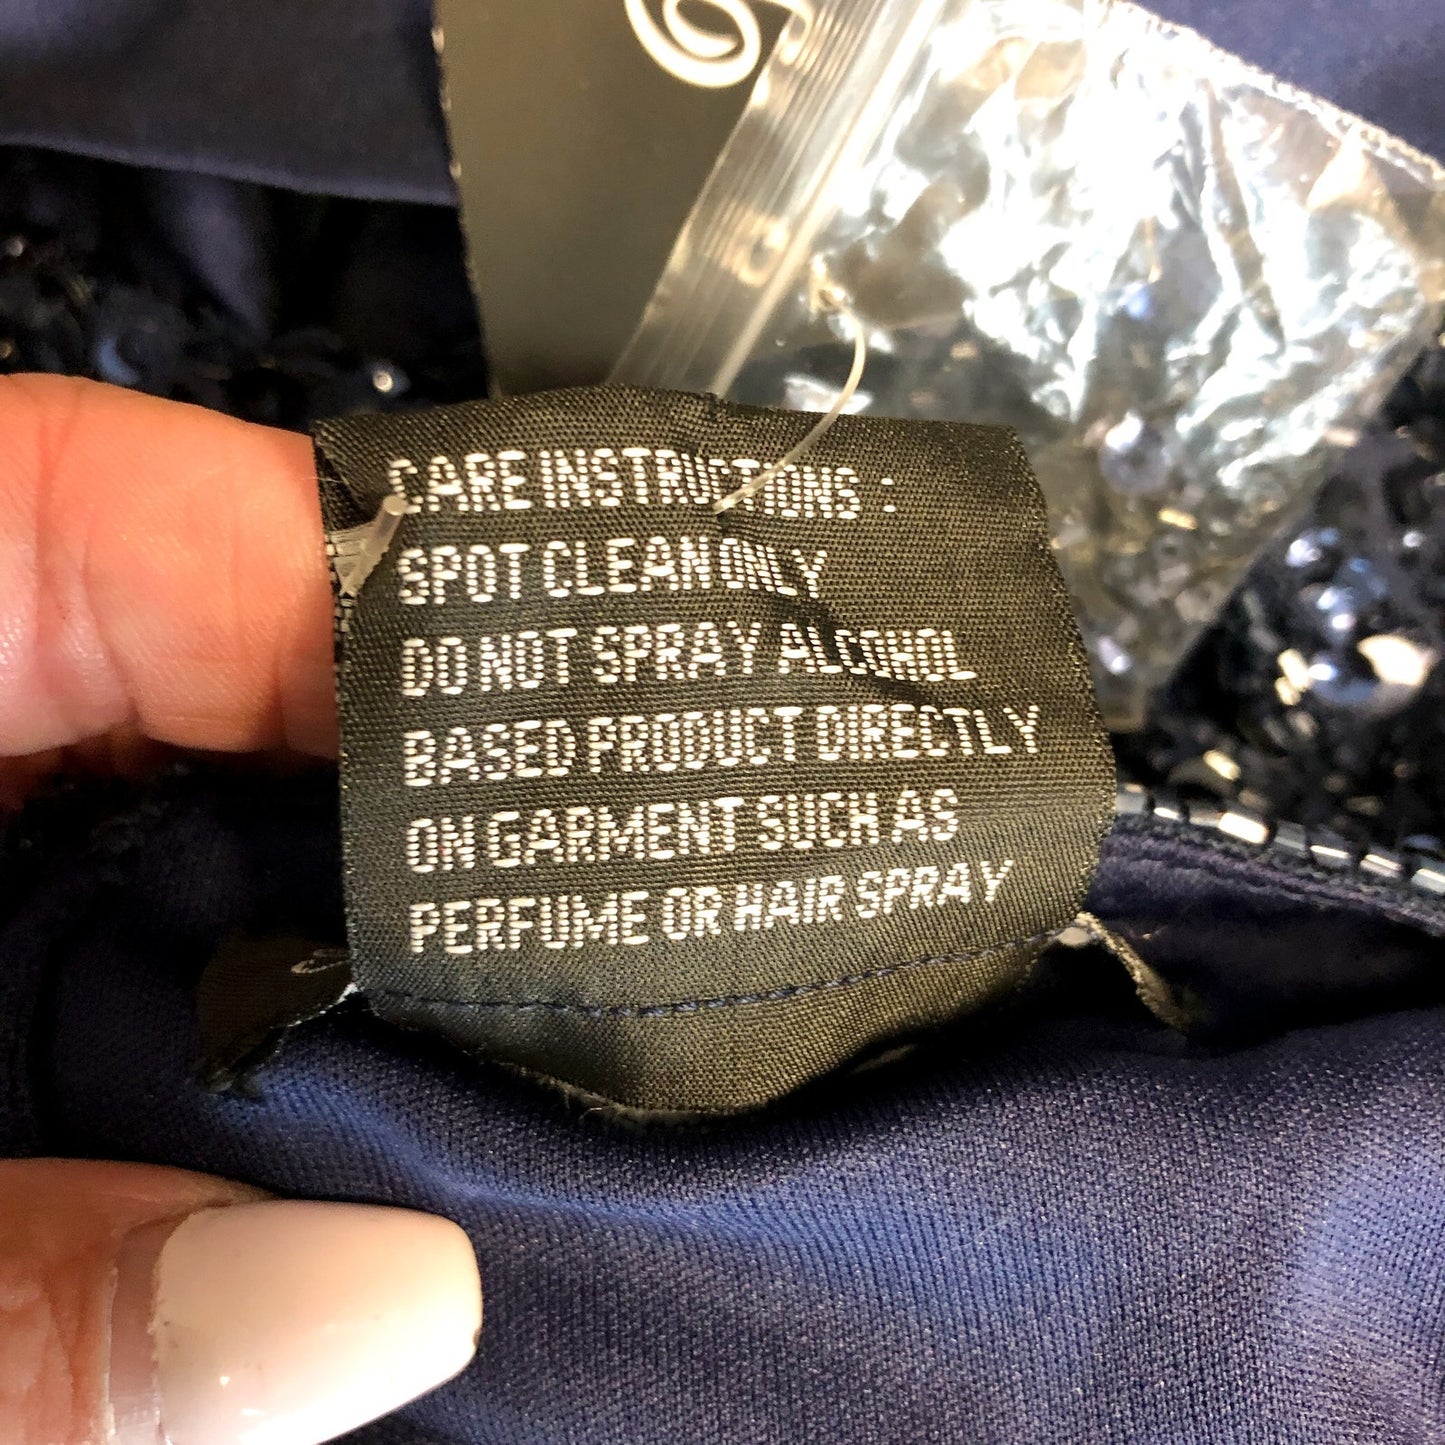 CARE INSTRUCTIONS :
SPOT CLEAN ONLY
DO NOT SPRAY ALCOHOL
BASED PRODUCT DIRECTLY
ON GARMENT SUCH AS
PERFUME OR HAIR SPRAY